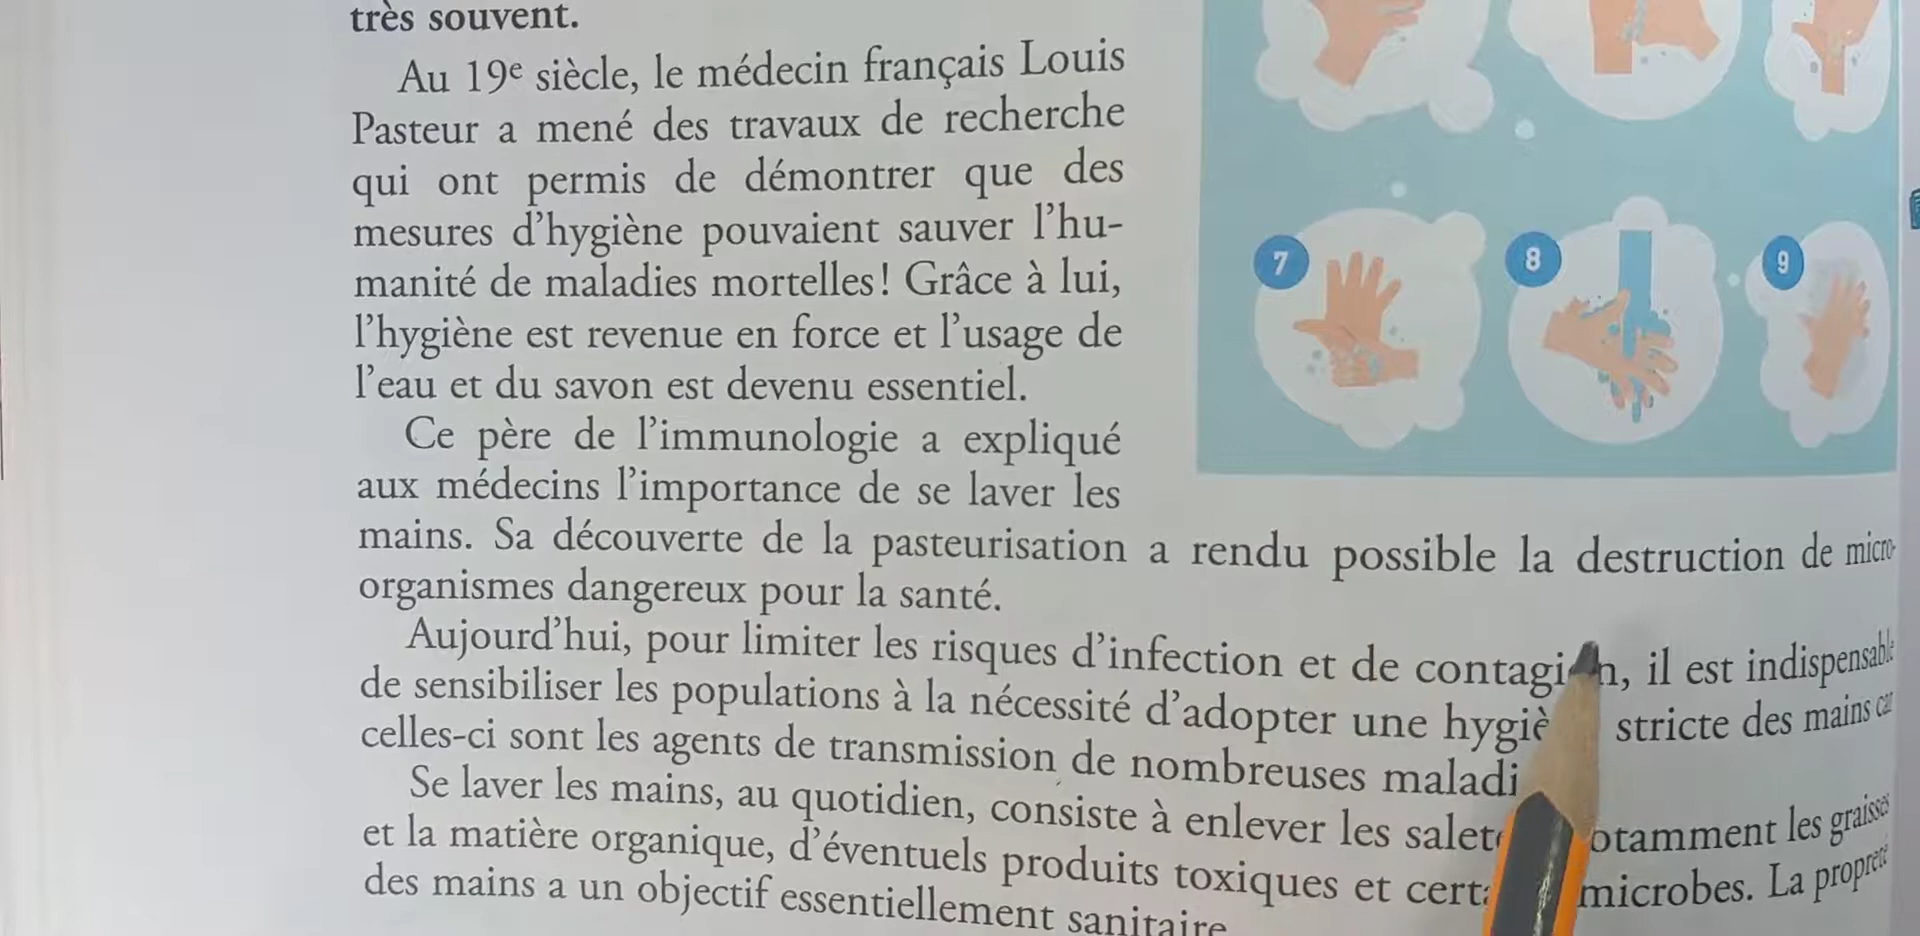 très souvent.
Au 19e siècle, le médecin français Louis
Pasteur a mené des travaux de recherche
qui ont permis de démontrer que des
mesures d'hygiène pouvaient sauver l'hu-
manité de maladies mortelles! Grâce à lui,
l'hygiène est revenue en force et l'usage de
l'eau et du savon est devenu essentiel.
Ce père de l'immunologie a expliqué
aux médecins l'importance de se laver les
mains. Sa découverte de la pasteurisation a rendu possible la destruction de micro-
organismes dangereux pour la santé.
Aujourd'hui, pour limiter les risques d'infection et de contagion, il est indispensable
de sensibiliser les populations à la nécessité d'adopter une stricte des mains car
celles-ci sont les agents de transmission de nombreuses
Se laver les mains, au quotidien, consiste à enlever les les graisses
et la matière organique, d'éventuels produits toxiques et microbes. La propreté
des mains a un objectif essentiellement sanitaire
7
8
9